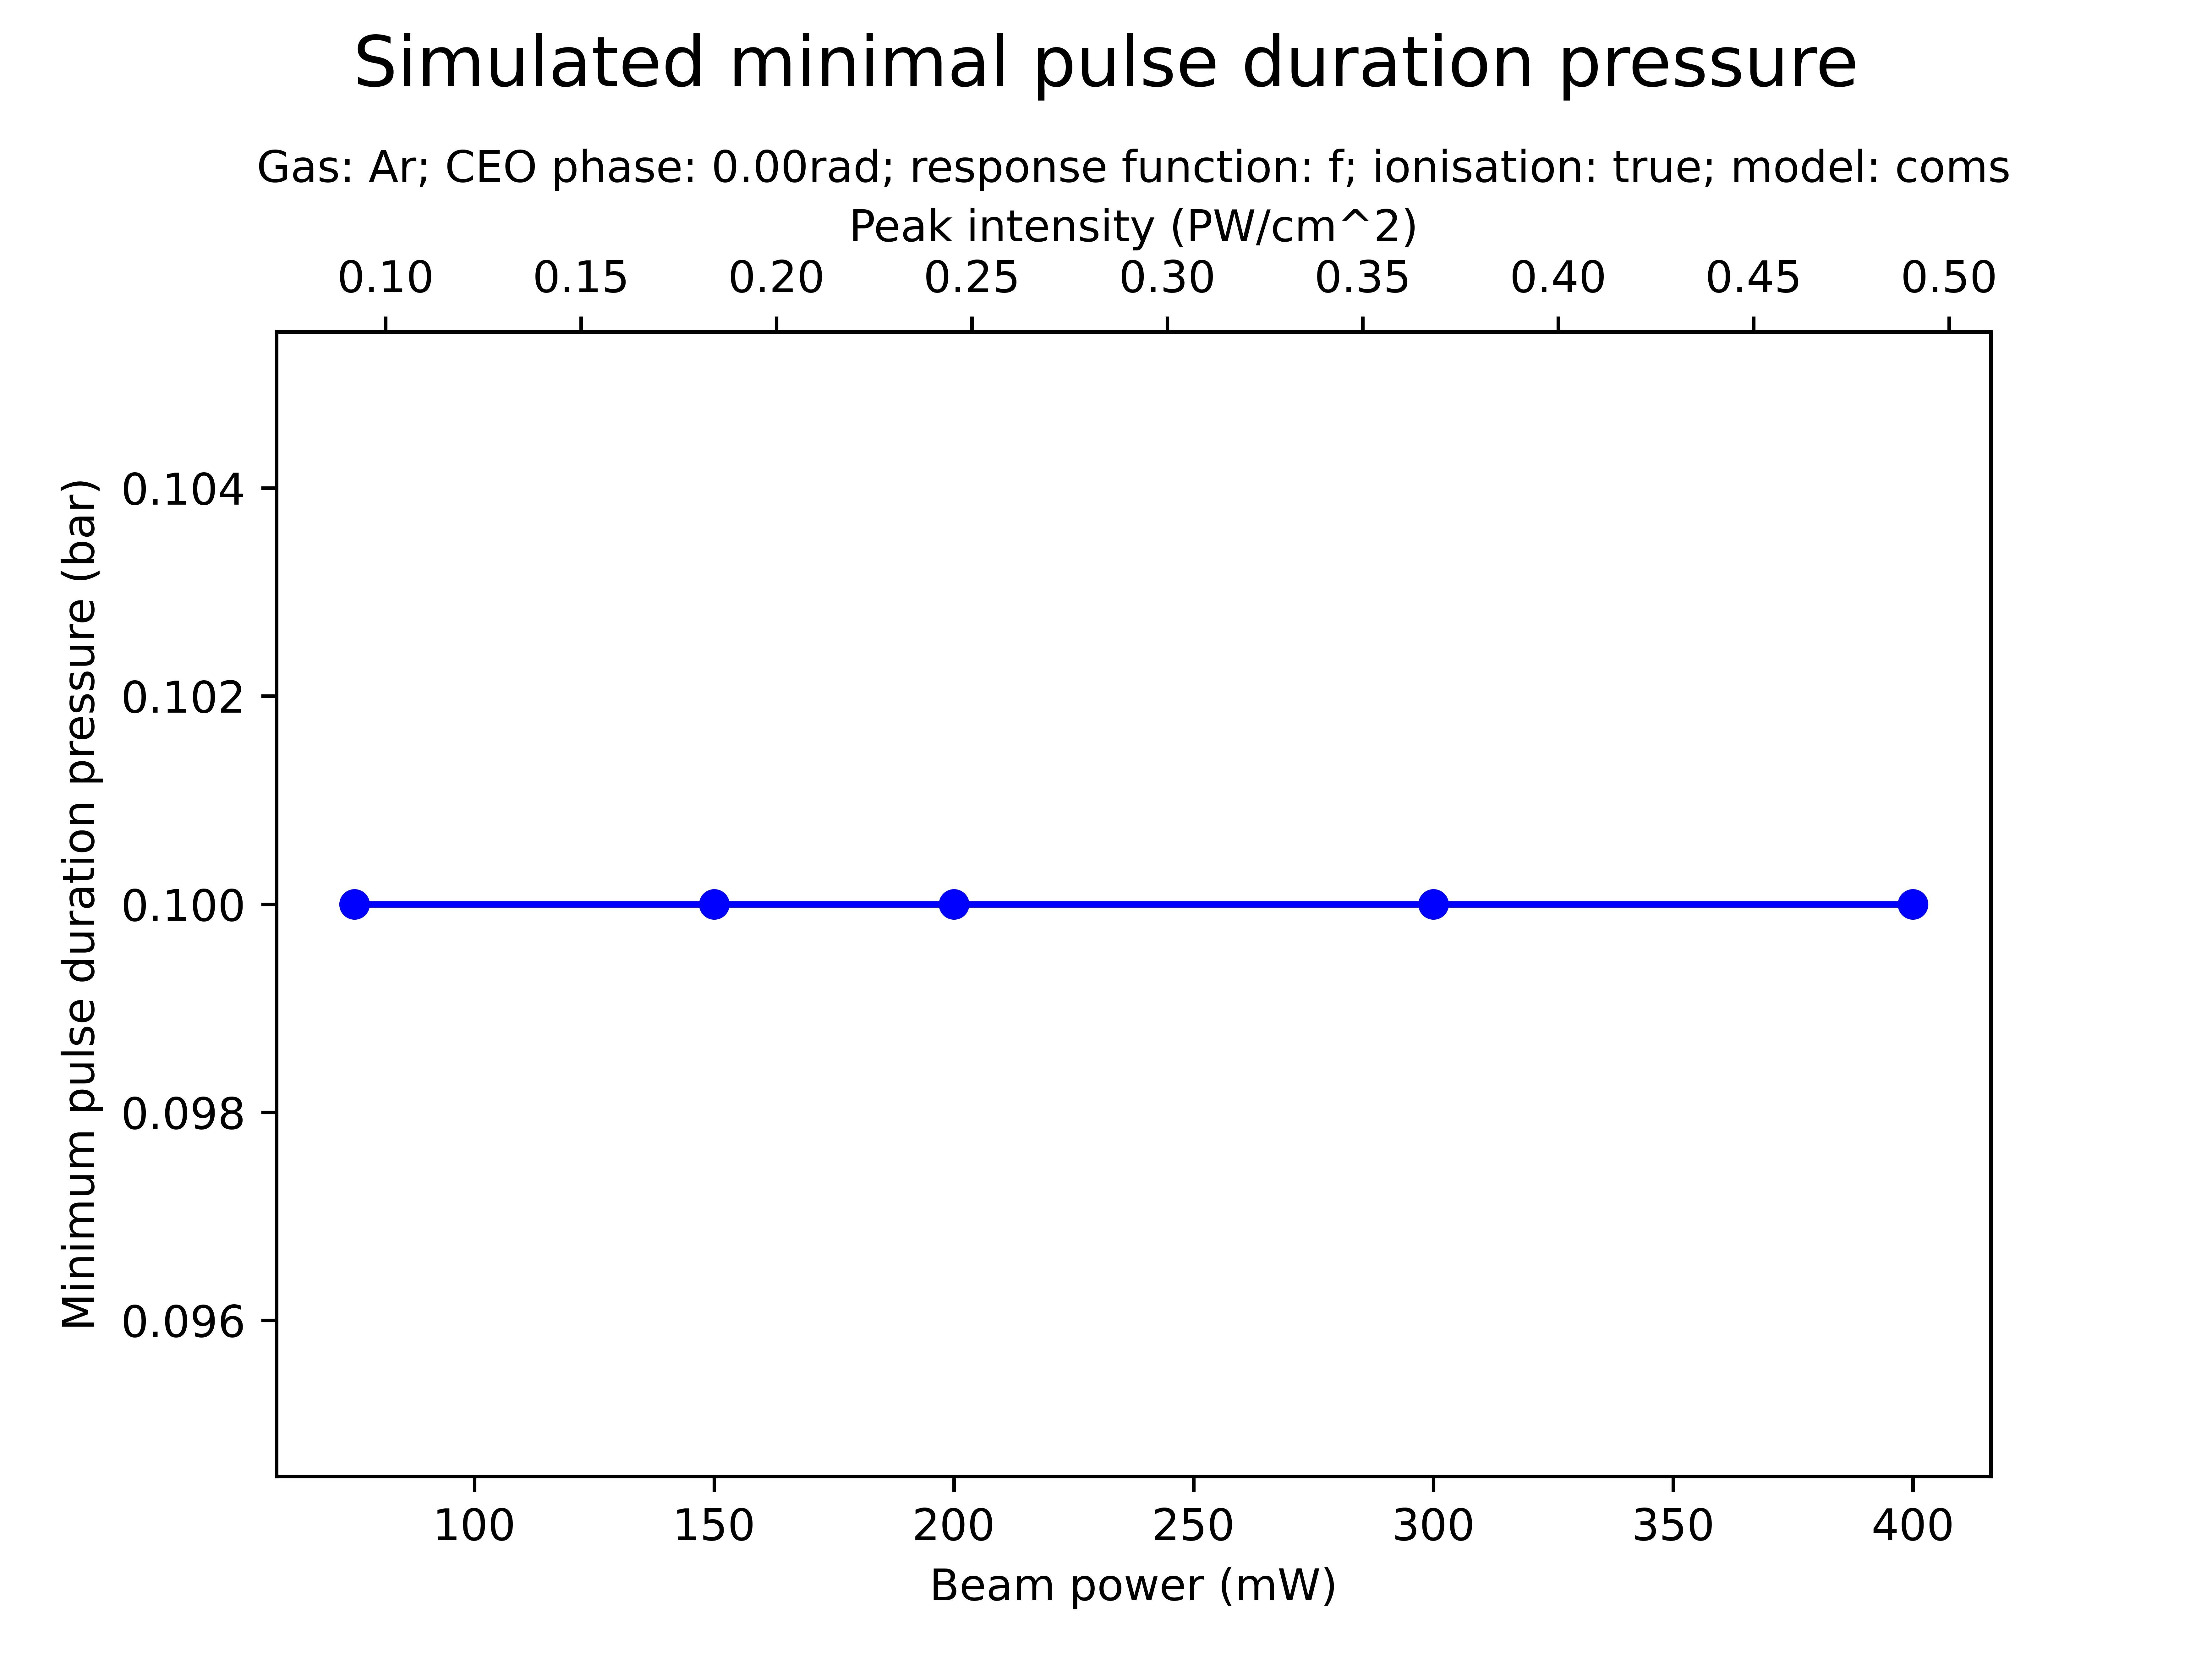 Simulated minimal pulse duration pressure
Gas: Ar; CEO phase: 0.00rad; response function: f; ionisation: true; model: coms
Peak intensity (PW/cm^2)
0.10 0.15 0.20 0.25 0.30 0.35 0.40 0.45 0.50
Minimum pulse duration pressure (bar)
0.104
0.102
0.100
0.098
0.096
100 150 200 250 300 350 400
Beam power (mW)